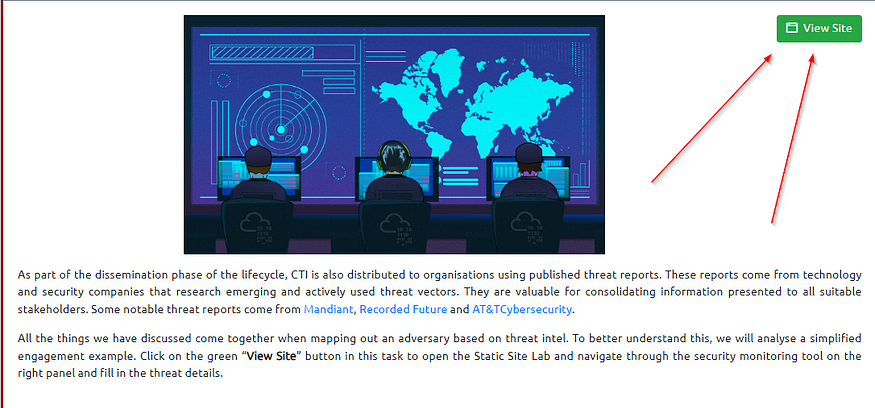 View Site
As part of the dissemination phase of the lifecycle, CTI is also distributed to organisations using published threat reports. These reports come from technology
and security companies that research emerging and actively used threat vectors. They are valuable for consolidating information presented to all suitable
stakeholders. Some notable threat reports come from Mandiant, Recorded Future and AT&TCybersecurity.
All the things we have discussed come together when mapping out an adversary based on threat intel. To better understand this, we will analyse a simplified
engagement example. Click on the green “View Site” button in this task to open the Static Site Lab and navigate through the security monitoring tool on the
right panel and fill in the threat details.